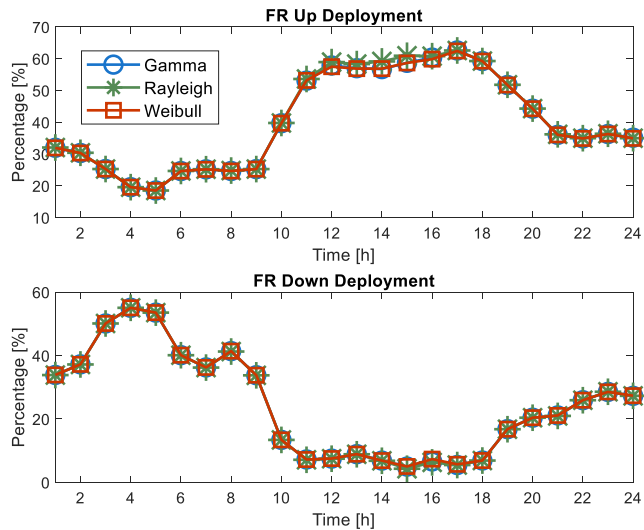 FR Up Deployment
Percentage [%]
70
60
50
40
30
20
10
Gamma
Rayleigh
Weibull
2 4 6 8 10 12 14 16 18 20 22 24
Time [h]
FR Down Deployment
Percentage [%]
60
40
20
0
2 4 6 8 10 12 14 16 18 20 22 24
Time [h]